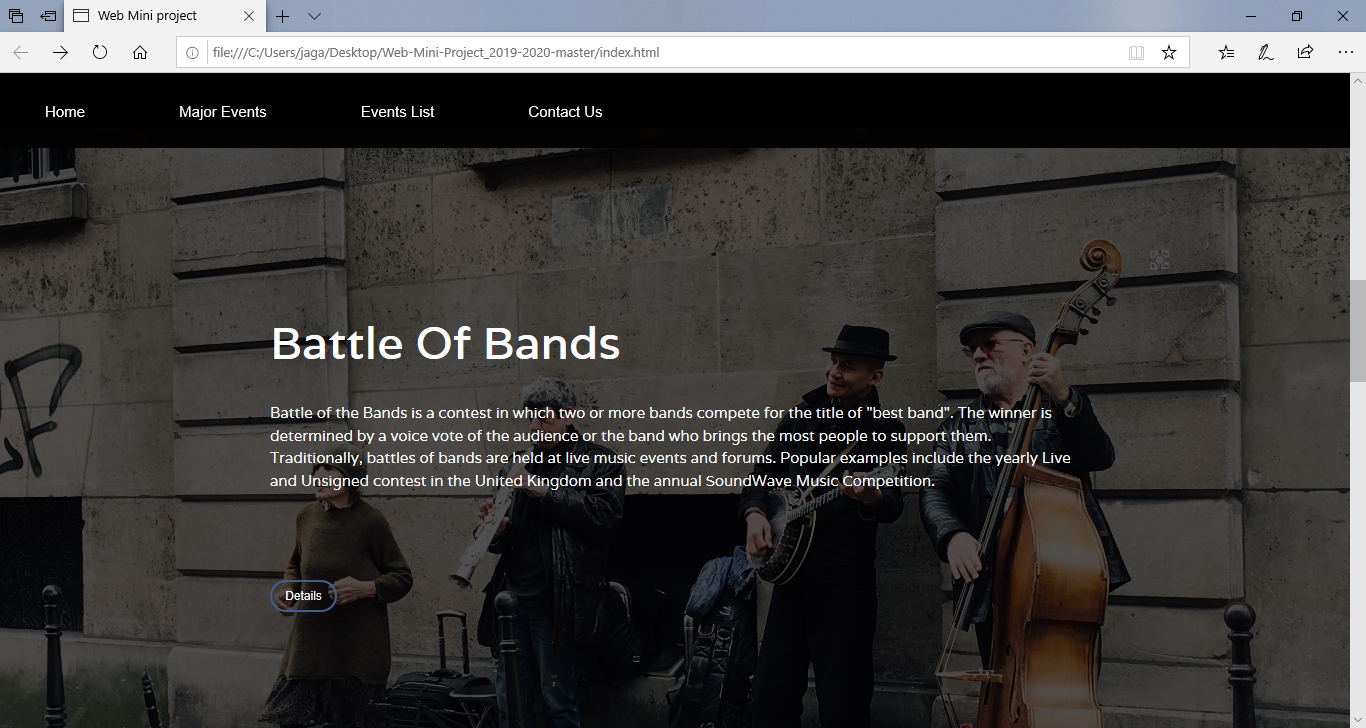 Web Mini project
file:///C:/Users/jaga/Desktop/Web-Mini-Project_2019-2020-master/index.html
Home Major Events Events List Contact Us
Battle Of Bands
Battle of the Bands is a contest in which two or more bands compete for the title of "best band". The winner is
determined by a voice vote of the audience or the band who brings the most people to support them.
Traditionally, battles of bands are held at live music events and forums. Popular examples include the yearly Live
and Unsigned contest in the United Kingdom and the annual SoundWave Music Competition.
Details